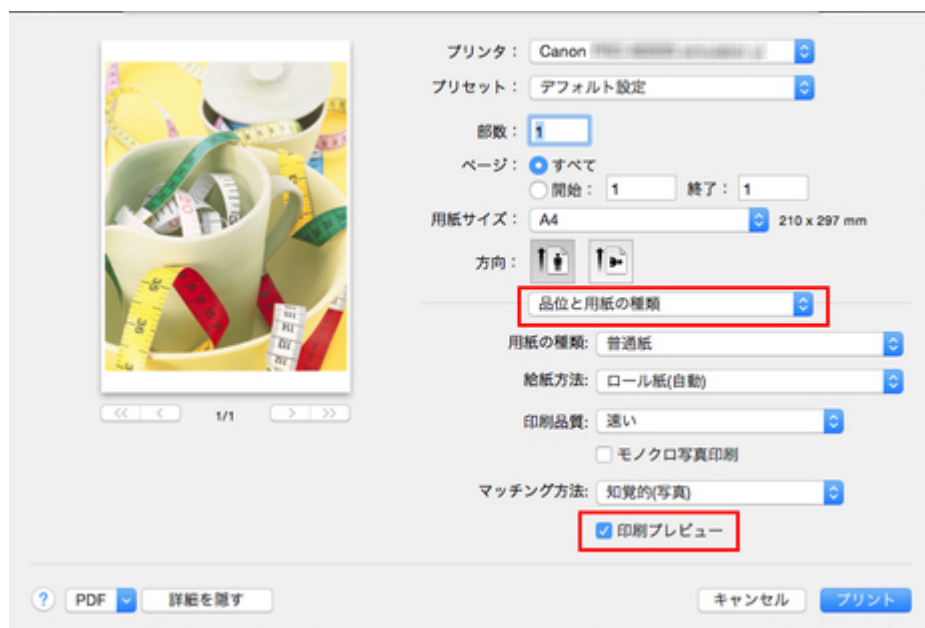 プリンタ： Canon
プリセット： デフォルト設定
部数： 1
ページ： すべて
開始： 1 終了： 1
用紙サイズ： A4 210 x 297 mm
方向：
品位と用紙の種類
用紙の種類: 普通紙
給紙方法: ロール紙(自動)
印刷品質: 速い
モノクロ写真印刷
マッチング方法: 知覚的(写真)
印刷プレビュー
<< < 1/1 > >>
? PDF 詳細を隠す キャンセル プリント